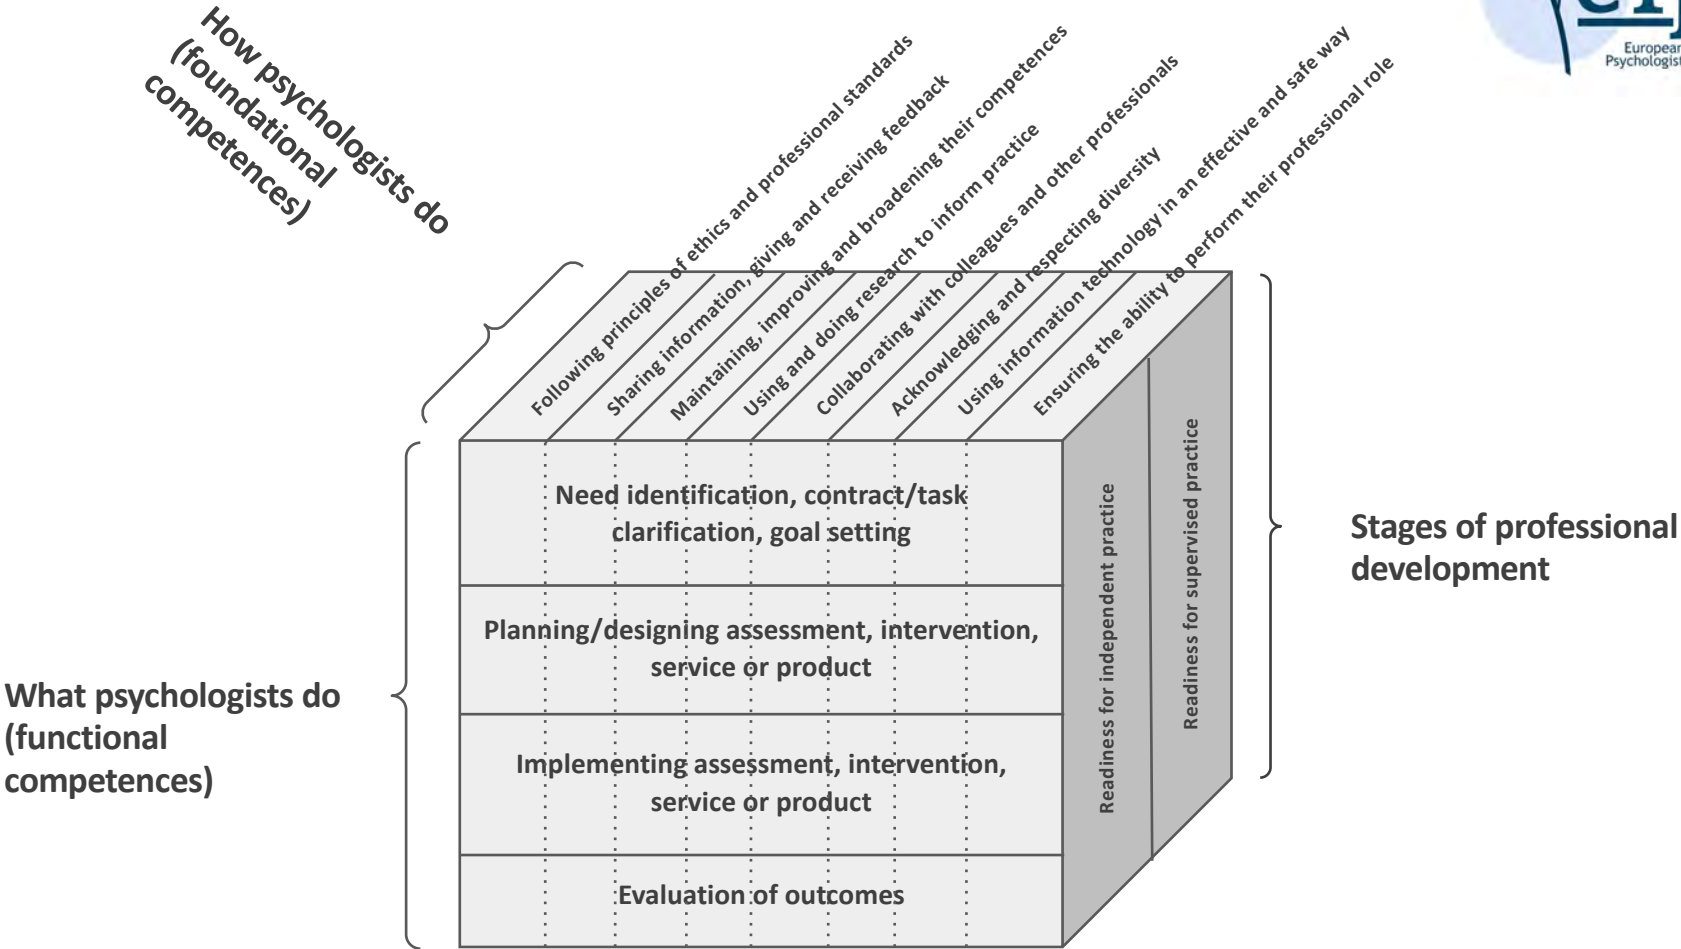 How psychologists do
(foundational
competences)
European
Psychologist
Following principles of ethics and professional standards
Sharing information, giving and receiving feedback
Maintaining, improving and broadening their competences
Using and doing research to inform practice
Collaborating with colleagues and other professionals
Acknowledging and respecting diversity
Using information technology in an effective and safe way
Ensuring the ability to perform their professional role
Need identification, contract/task
clarification, goal setting
Planning/designing assessment, intervention,
service or product
Implementing assessment, intervention,
service or product
Evaluation of outcomes
Readiness for independent practice
Readiness for supervised practice
Stages of professional
development
What psychologists do
(functional
competences)